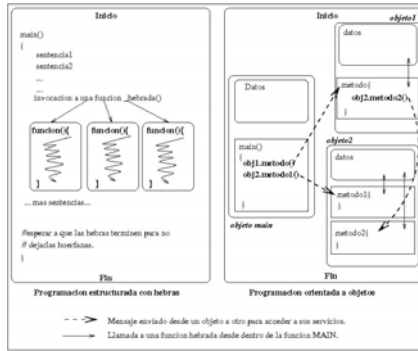 Inicio
main()
{
sentencia1
sentencia2
...
...
invocacion a una funcion _hebrada()
funcion(){
}
funcion(){
}
funcion(){
}
... mas sentencias...
//esperar a que las hebras terminen para no
// dejarlas huerfanas.
}
Fin
Programacion estructurada con hebras
Inicio
objeto1
datos
metodo{
obj2.metodo2()
}
Datos
main()
{
obj1.metodo()
obj2.metodo1()
}
objeto main
objeto2
datos
metodo1{
}
metodo2{
}
Fin
Programacion orientada a objetos
Mensaje enviado desde un objeto a otro para acceder a sus servicios.
Llamada a una funcion hebrada desde dentro de la funcion MAIN.